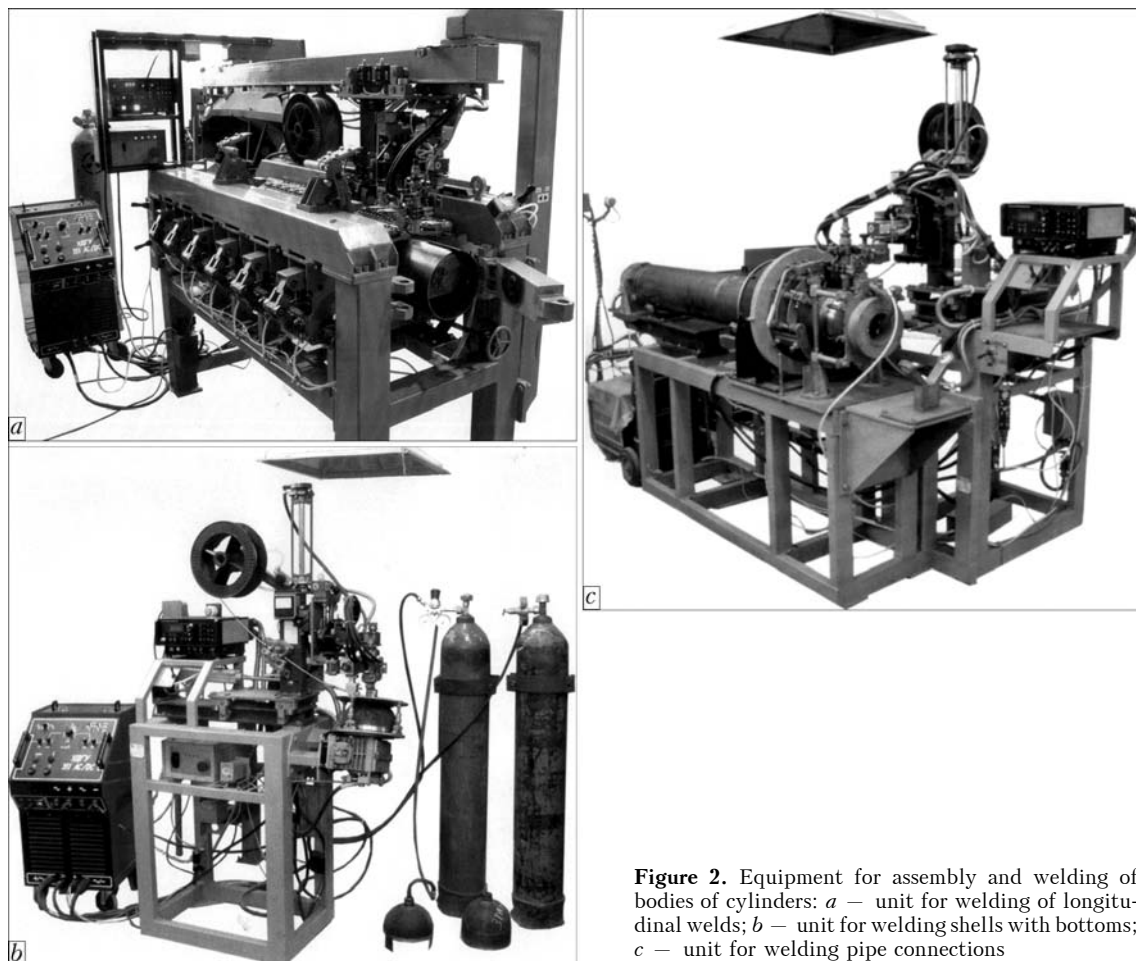 a
b
c
Figure 2. Equipment for assembly and welding of
bodies of cylinders: a — unit for welding of longitu-
dinal welds; b — unit for welding shells with bottoms;
c — unit for welding pipe connections